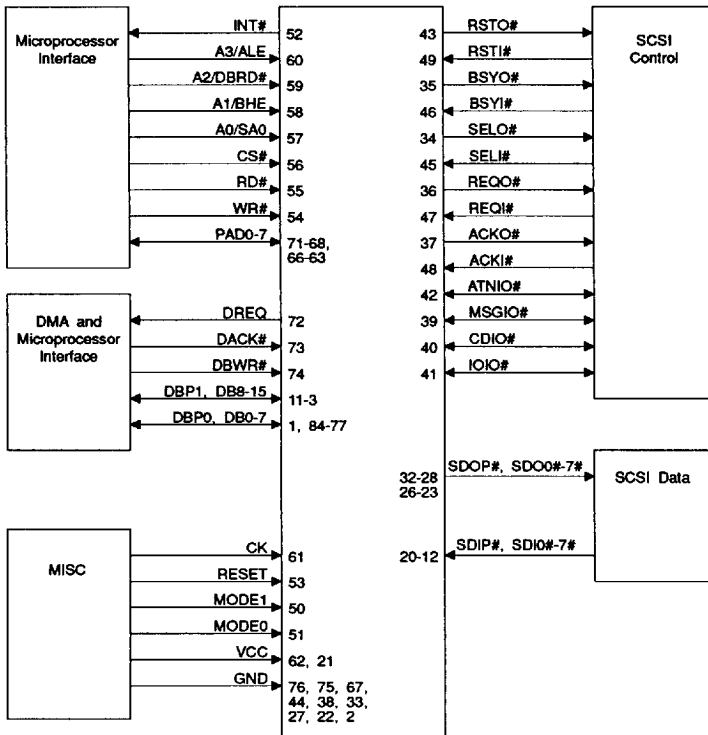 Microprocessor
Interface
INT# 52
A3/ALE 60
A2/DBRD# 59
A1/BHE 58
A0/SA0 57
CS# 56
RD# 55
WR# 54
PAD0-7 71-68,
66-63
DMA and
Microprocessor
Interface
DREQ 72
DACK# 73
DBWR# 74
DBP1, DB8-15 11-3
DBP0, DB0-7 1, 84-77
MISC
CK 61
RESET 53
MODE1 50
MODE0 51
VCC 62, 21
GND 76, 75, 67,
44, 38, 33,
27, 22, 2
43 RSTO#
49 RSTI#
35 BSYO#
46 BSYI#
34 SELO#
45 SELI#
36 REQO#
47 REQI#
37 ACKO#
48 ACKI#
42 ATNIO#
39 MSGIO#
40 CDIO#
41 IOIO#
SCSI
Control
32-28 SDOP#, SDO0#-7#
26-23
20-12 SDIP#, SDI0#-7#
SCSI Data